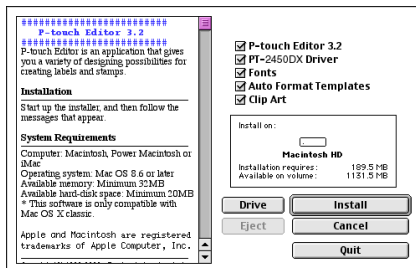 ##########################
P-touch Editor 3.2
##########################
P-touch Editor is an application that gives
you a variety of designing possibilities for
creating labels and stamps.
Installation
Start up the installer, and then follow the
messages that appear.
System Requirements
Computer: Macintosh, Power Macintosh or
iMac
Operating system: Mac OS 8.6 or later
Available memory: Minimum 32MB
Available hard-disk space: Minimum 20MB
* This software is only compatible with
Mac OS X classic.
Apple and Macintosh are registered
trademarks of Apple Computer, Inc.
P-touch Editor 3.2
PT-2450DX Driver
Fonts
Auto Format Templates
Clip Art
Install on:
Macintosh HD
Installation requires: 189.5 MB
Available on volume: 1131.5 MB
Drive
Install
Eject
Cancel
Quit